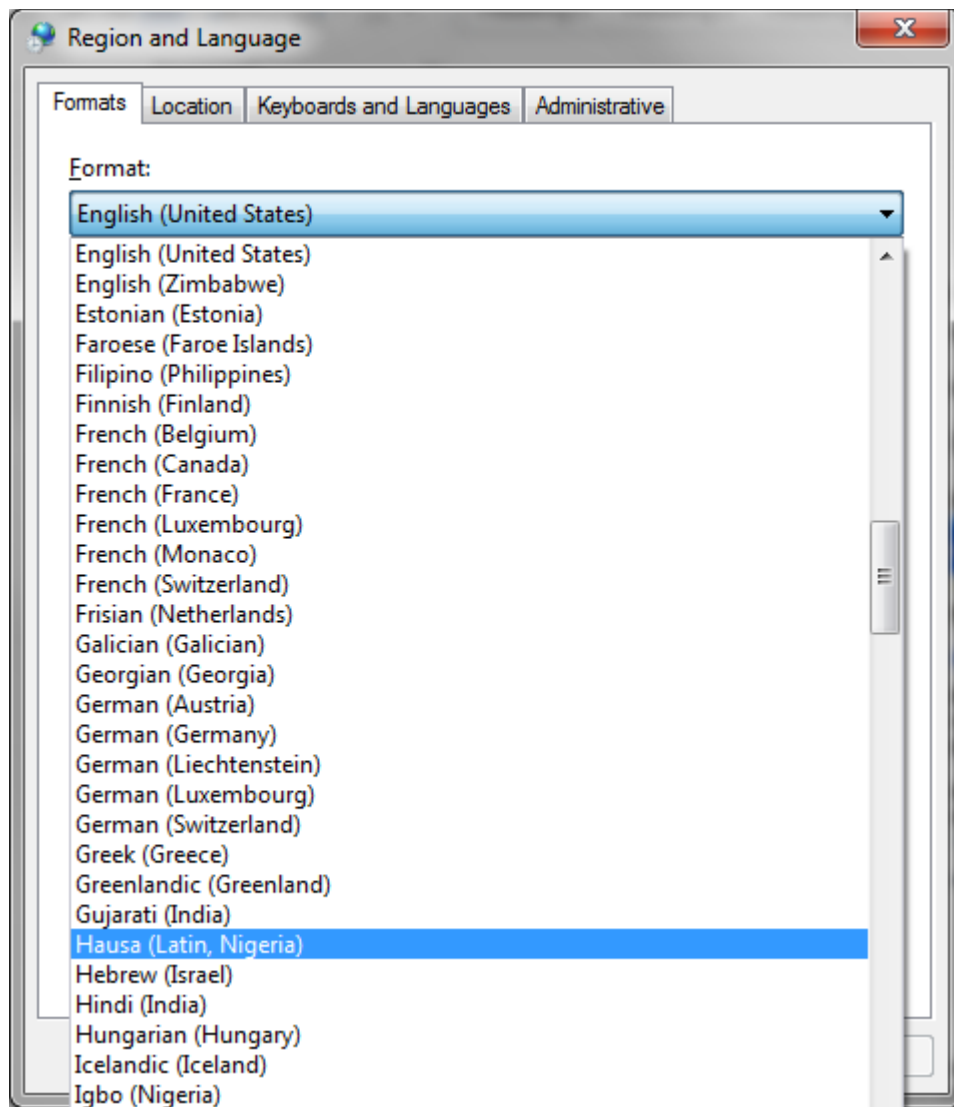 Region and Language
Formats Location Keyboards and Languages Administrative
Format:
English (United States)
English (United States)
English (Zimbabwe)
Estonian (Estonia)
Faroese (Faroe Islands)
Filipino (Philippines)
Finnish (Finland)
French (Belgium)
French (Canada)
French (France)
French (Luxembourg)
French (Monaco)
French (Switzerland)
Frisian (Netherlands)
Galician (Galician)
Georgian (Georgia)
German (Austria)
German (Germany)
German (Liechtenstein)
German (Luxembourg)
German (Switzerland)
Greek (Greece)
Greenlandic (Greenland)
Gujarati (India)
Hausa (Latin, Nigeria)
Hebrew (Israel)
Hindi (India)
Hungarian (Hungary)
Icelandic (Iceland)
Igbo (Nigeria)